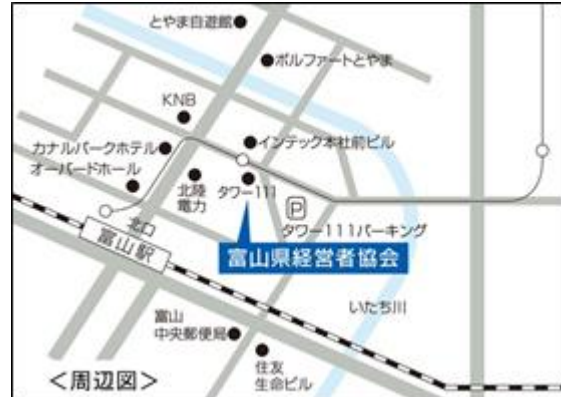 とやま自遊館
ボルファートとやま
KNB
インテック本社前ビル
カナルパークホテル
オーバードホール
北陸
電力
タワー111
P
タワー111パーキング
北口
富山駅
富山県経営者協会
いたち川
富山
中央郵便局
住友
生命ビル
<周辺図>